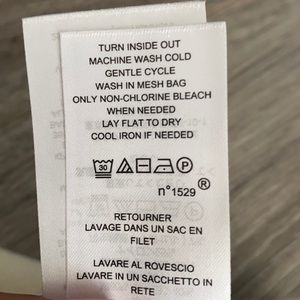 TURN INSIDE OUT
MACHINE WASH COLD
GENTLE CYCLE
WASH IN MESH BAG
ONLY NON-CHLORINE BLEACH
WHEN NEEDED
LAY FLAT TO DRY
COOL IRON IF NEEDED
30 P
n°1529®
RETOURNER
LAVAGE DANS UN SAC EN
FILET
LAVARE AL ROVESCIO
LAVARE IN UN SACCHETTO IN
RETE